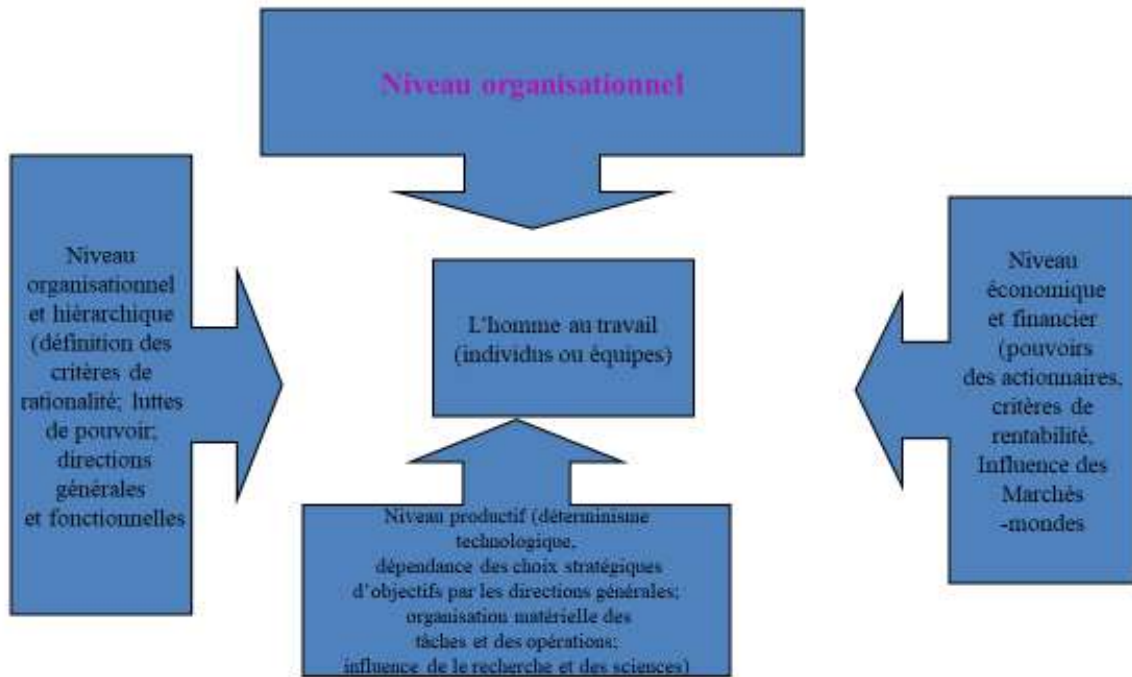 Niveau organisationnel
Niveau
organisationnel
et hiérarchique
(définition des
critères de
rationalité; luttes
de pouvoir;
directions
générales
et fonctionnelles
L'homme au travail
(individus ou équipes)
Niveau
économique
et financier
(pouvoirs
des actionnaires,
critères de
rentabilité,
Influence des
Marchés
-mondes
Niveau productif (déterminisme
technologique,
dépendance des choix stratégiques
d'objectifs par les directions générales;
organisation matérielle des
tâches et des opérations;
influence de la recherche et des sciences)